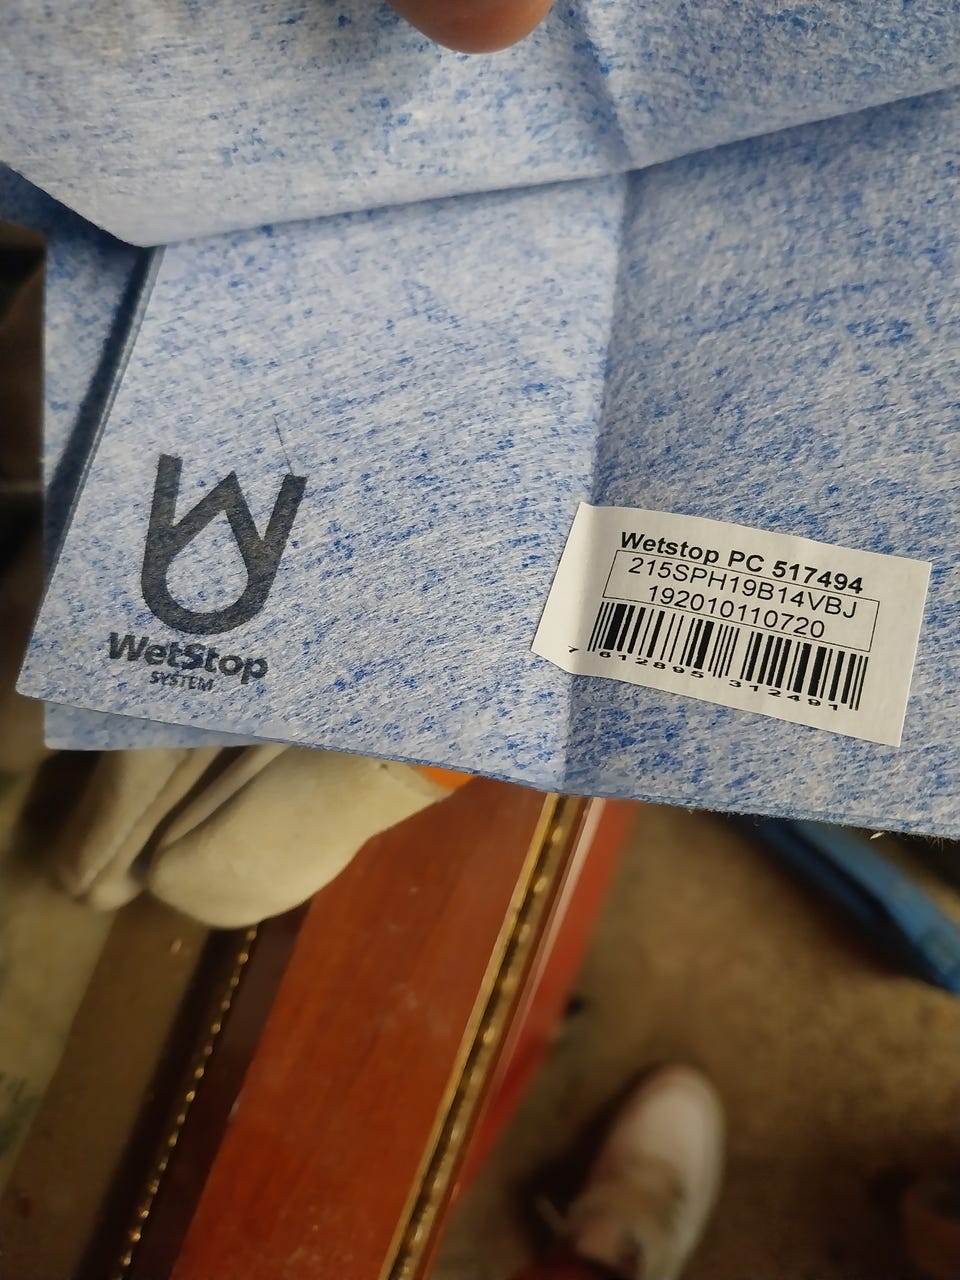 WetStop
SYSTEM
Wetstop PC 517494
215SPH19B14VBJ
192010110720
7 612895 312491